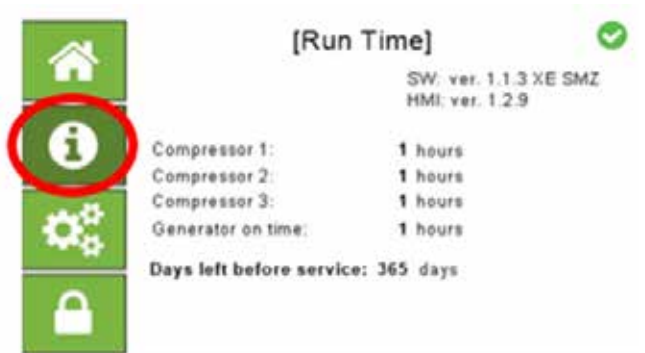 [Run Time]
SW: ver. 1.1.3 XE SMZ
HMI: ver. 1.2.9
Compressor 1: 1 hours
Compressor 2: 1 hours
Compressor 3: 1 hours
Generator on time: 1 hours
Days left before service: 365 days